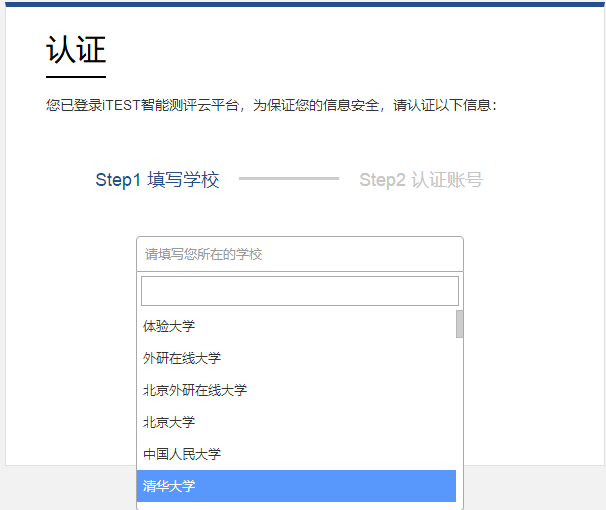 认证
您已登录iTEST智能测评云平台，为保证您的信息安全，请认证以下信息：
Step1 填写学校 Step2 认证账号
请填写您所在的学校
体验大学
外研在线大学
北京外研在线大学
北京大学
中国人民大学
清华大学